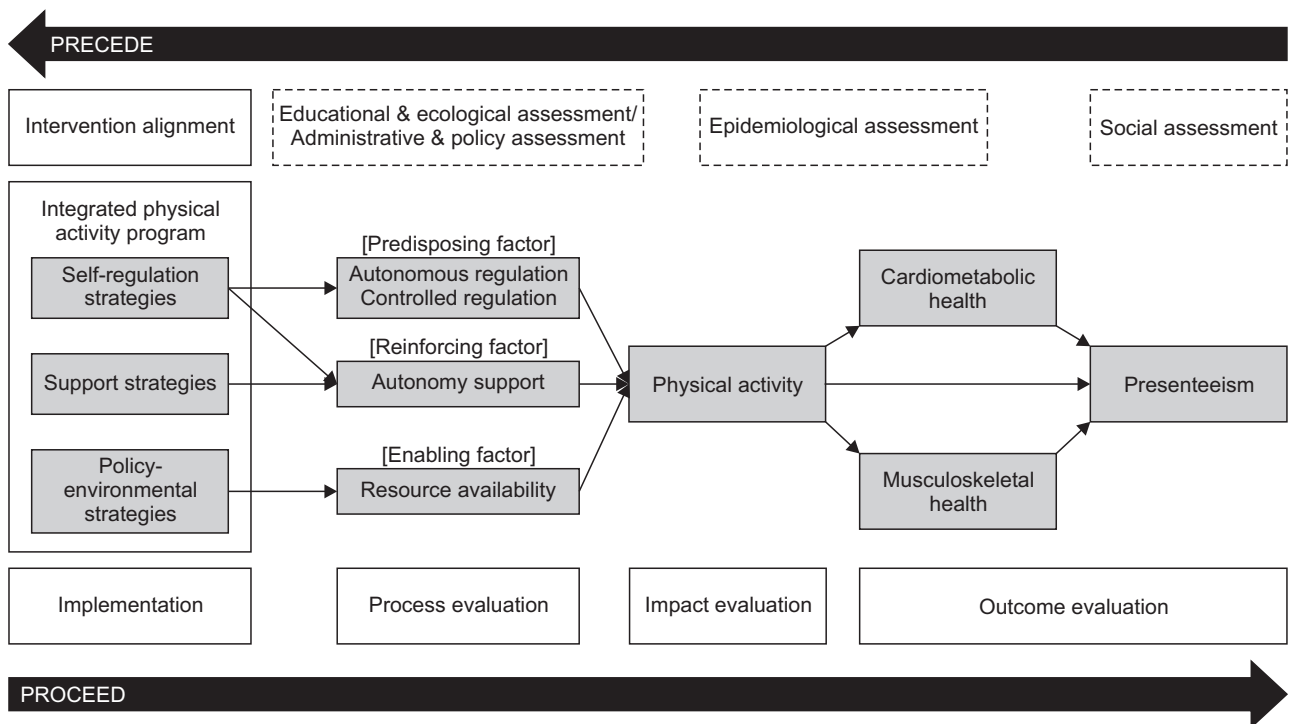 PRECEDE
Intervention alignment
Educational & ecological assessment/
Administrative & policy assessment
Epidemiological assessment
Social assessment
Integrated physical
activity program
Self-regulation
strategies
Support strategies
Policy-
environmental
strategies
[Predisposing factor]
Autonomous regulation
Controlled regulation
[Reinforcing factor]
Autonomy support
[Enabling factor]
Resource availability
Physical activity
Cardiometabolic
health
Musculoskeletal
health
Presenteeism
Implementation
Process evaluation
Impact evaluation
Outcome evaluation
PROCEED